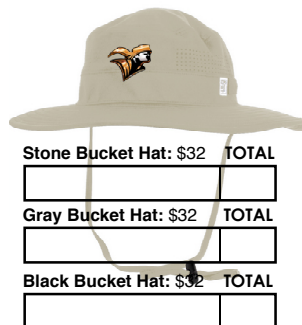 Stone Bucket Hat: $32 TOTAL
Gray Bucket Hat: $32 TOTAL
Black Bucket Hat: $32 TOTAL